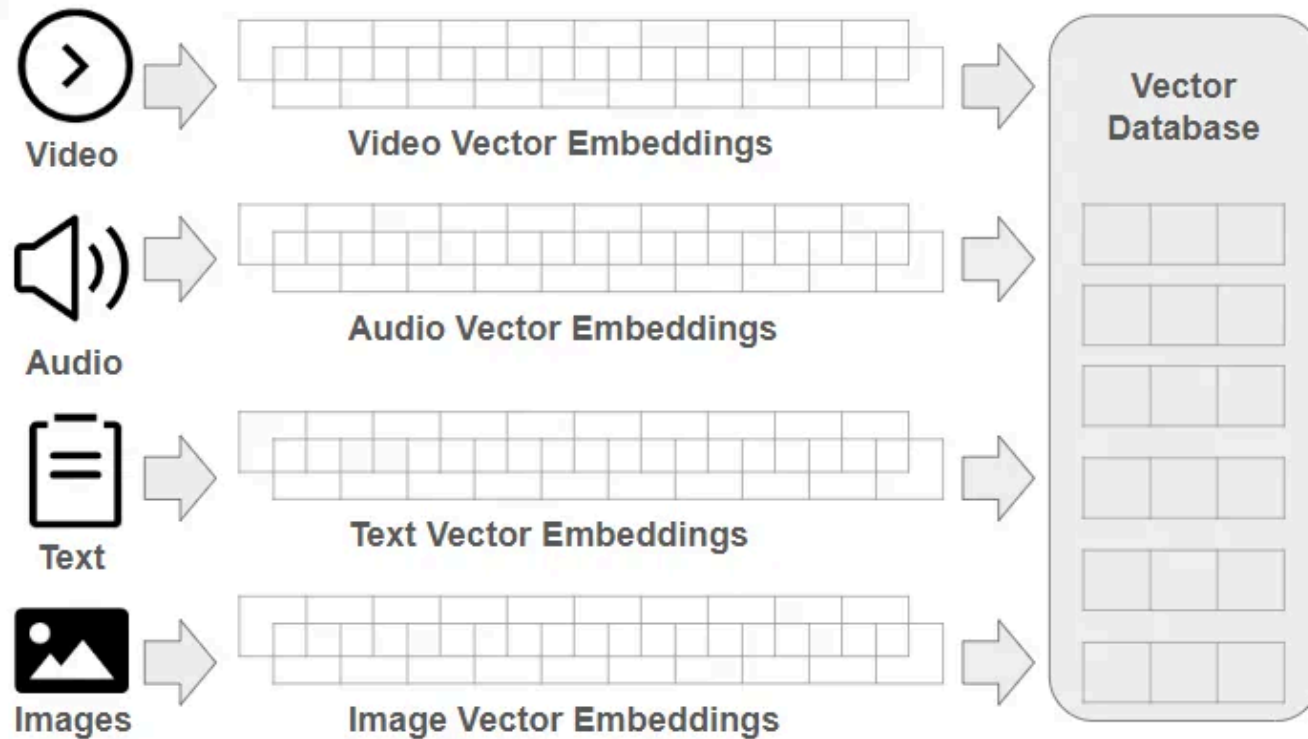 Video
Video Vector Embeddings
Vector
Database
Audio
Audio Vector Embeddings
Text
Text Vector Embeddings
Images
Image Vector Embeddings